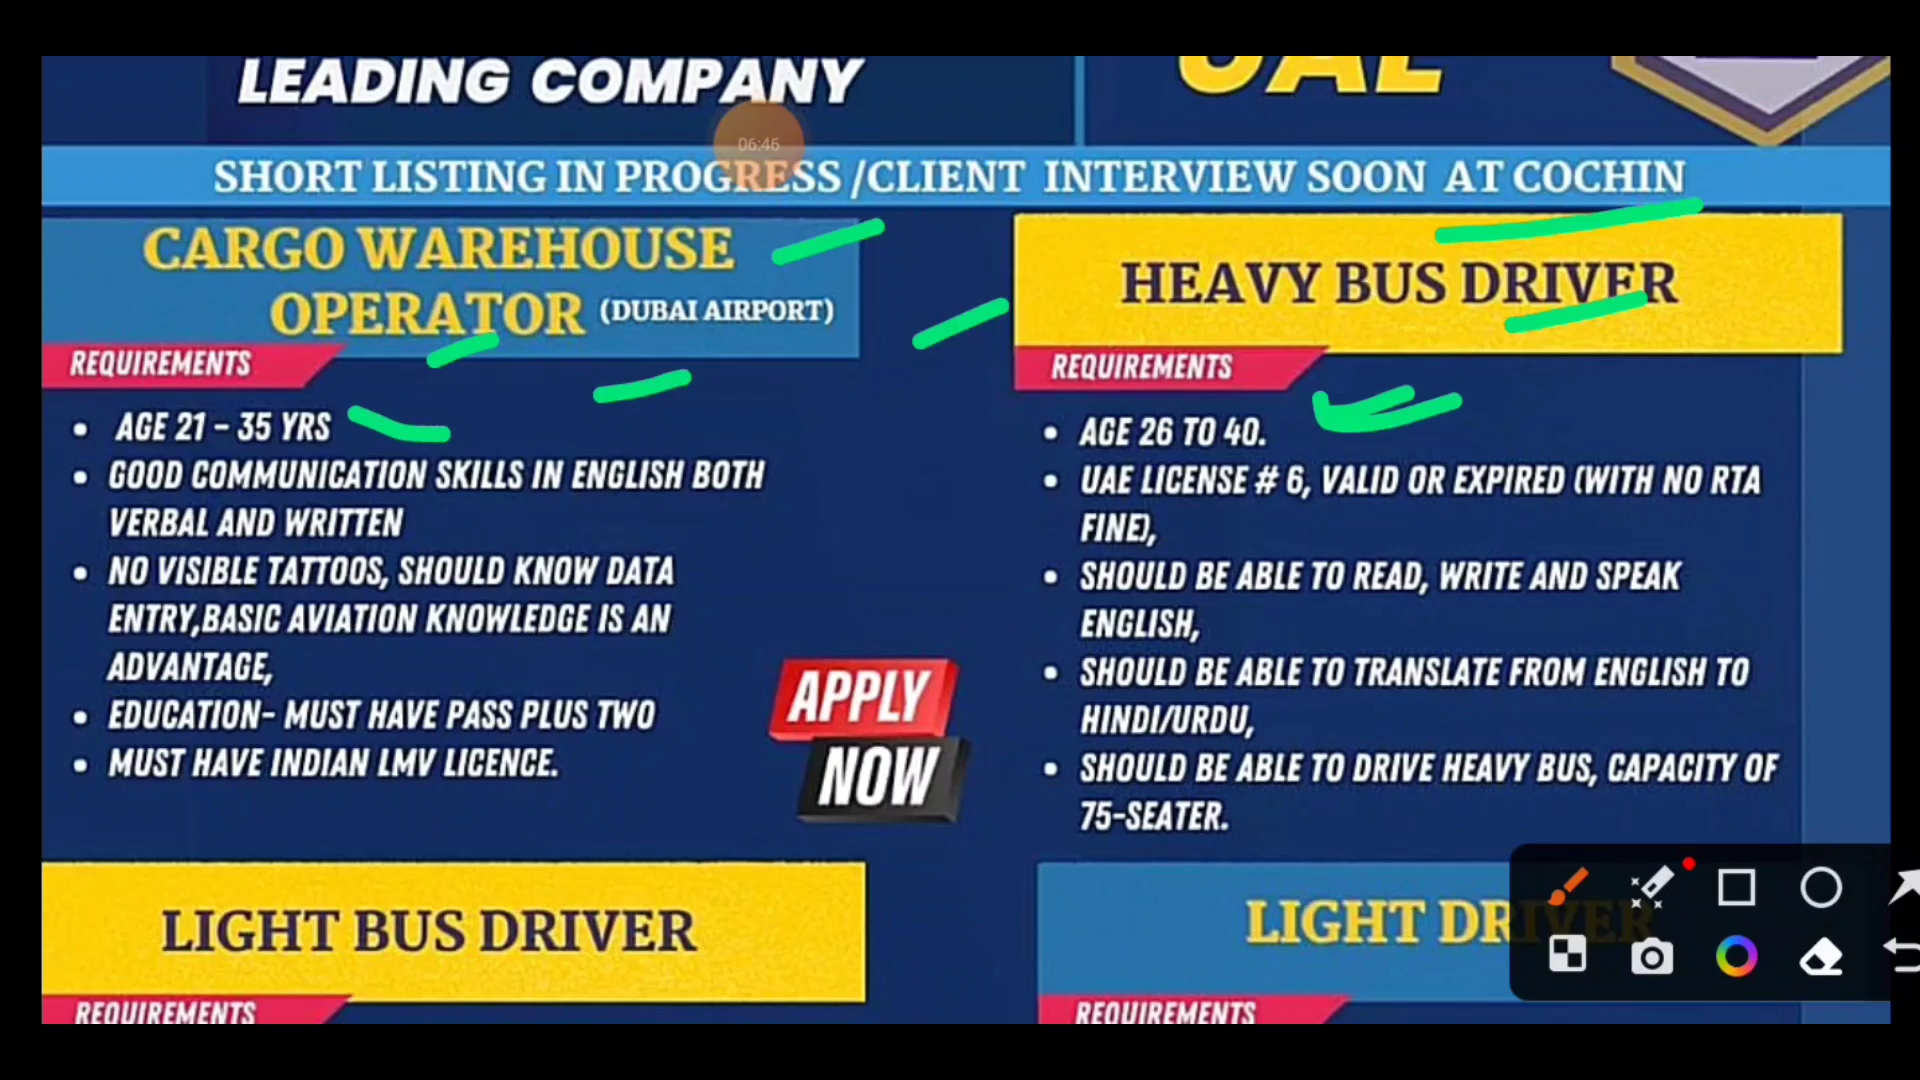 LEADING COMPANY
UAE
06:46
SHORT LISTING IN PROGRESS /CLIENT INTERVIEW SOON AT COCHIN
CARGO WAREHOUSE
OPERATOR (DUBAI AIRPORT)
REQUIREMENTS
• AGE 21 – 35 YRS
• GOOD COMMUNICATION SKILLS IN ENGLISH BOTH
VERBAL AND WRITTEN
• NO VISIBLE TATTOOS, SHOULD KNOW DATA
ENTRY,BASIC AVIATION KNOWLEDGE IS AN
ADVANTAGE,
• EDUCATION- MUST HAVE PASS PLUS TWO
• MUST HAVE INDIAN LMV LICENCE.
APPLY
NOW
HEAVY BUS DRIVER
REQUIREMENTS
• AGE 26 TO 40.
• UAE LICENSE # 6, VALID OR EXPIRED (WITH NO RTA
FINE),
• SHOULD BE ABLE TO READ, WRITE AND SPEAK
ENGLISH,
• SHOULD BE ABLE TO TRANSLATE FROM ENGLISH TO
HINDI/URDU,
• SHOULD BE ABLE TO DRIVE HEAVY BUS, CAPACITY OF
75-SEATER.
LIGHT BUS DRIVER
REQUIREMENTS
LIGHT DRIVER
REQUIREMENTS